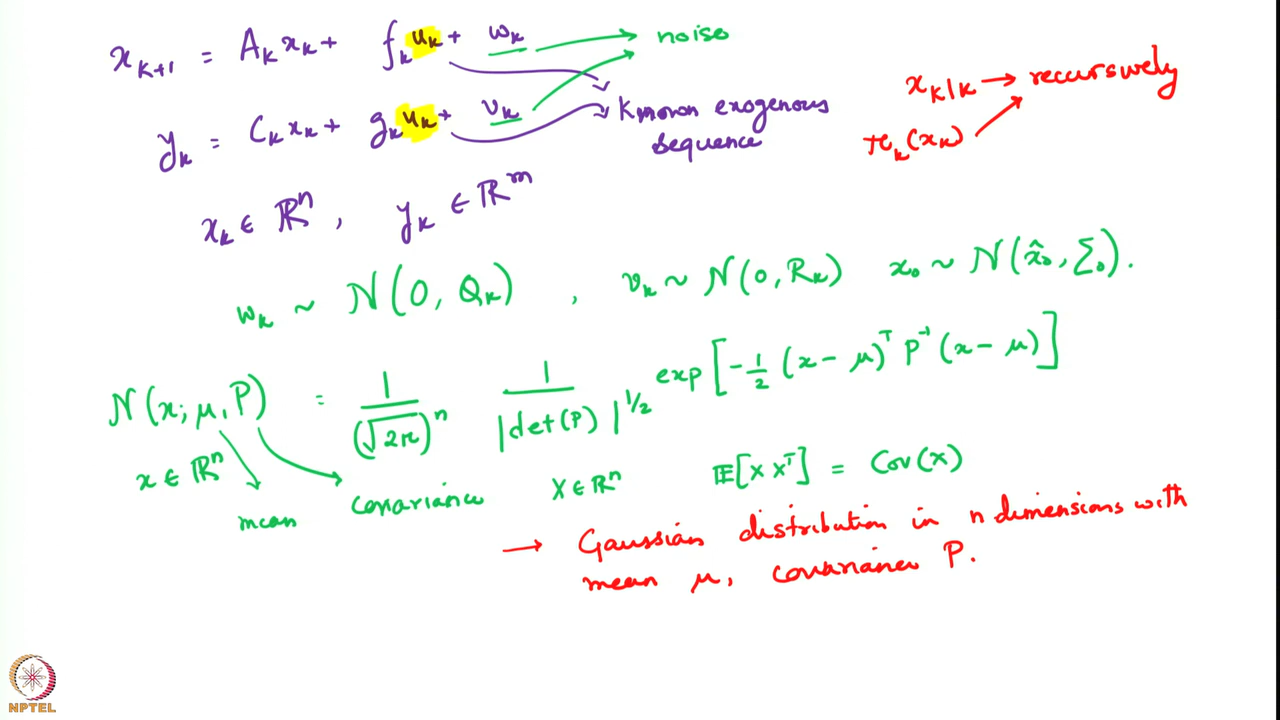 x_{k+1} = A_k x_k + f_k u_k + w_k → noise
y_k = C_k x_k + g_k u_k + v_k
Known exogenous
sequence
x_{k|k} → recursively
π_k(x_k)
x_k ∈ ℝ^n , y_k ∈ ℝ^m
w_k ~ N(0, Q_k) , v_k ~ N(0, R_k) x_0 ~ N(x̂_0, Σ_0).
N(x; μ, P) = 1/(√2π)^n 1/|det(P)|^{1/2} exp[-1/2 (x - μ)^T P^{-1} (x - μ)]
x ∈ ℝ^n
mean
covariance
X ∈ ℝ^n 𝔼[X X^T] = Cov(X)
→ Gaussian distribution in n dimensions with
mean μ, covariance P.
NPTEL